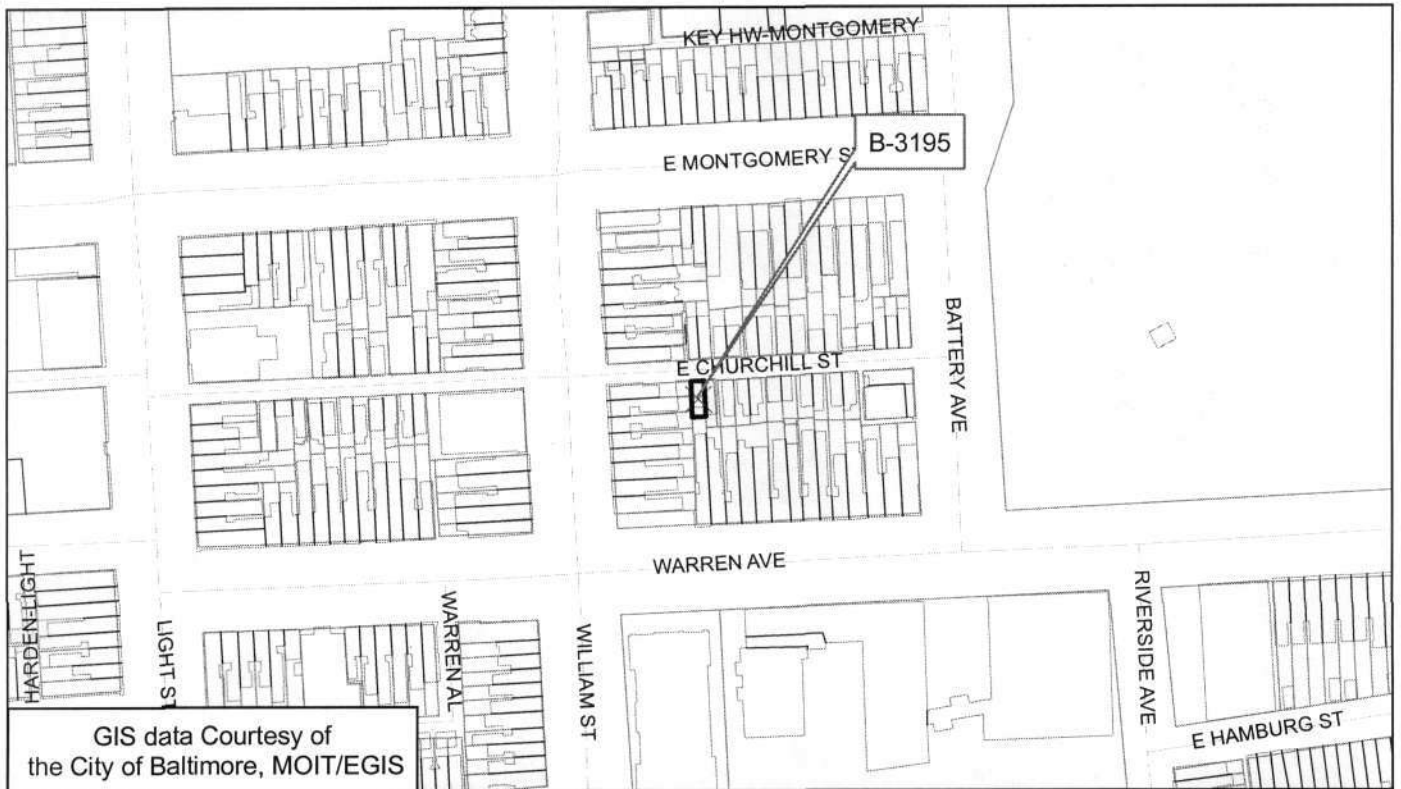 KEY HW-MONTGOMERY
E MONTGOMERY S
B-3195
E CHURCHILL ST
BATTERY AVE
WARREN AVE
HARDEN-LIGHT
LIGHT ST
WARREN AL
WILLIAM ST
RIVERSIDE AVE
E HAMBURG ST
GIS data Courtesy of
the City of Baltimore, MOIT/EGIS